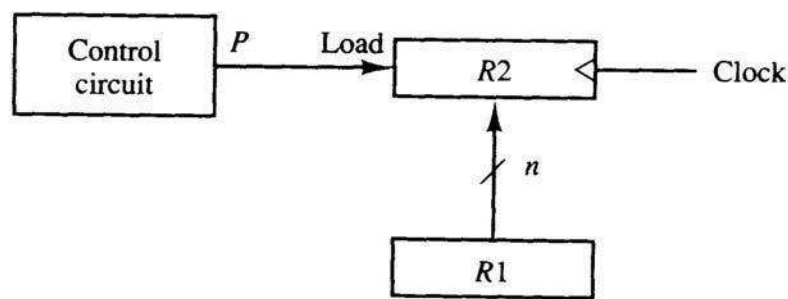 Control
circuit
P
Load
R2
Clock
n
R1